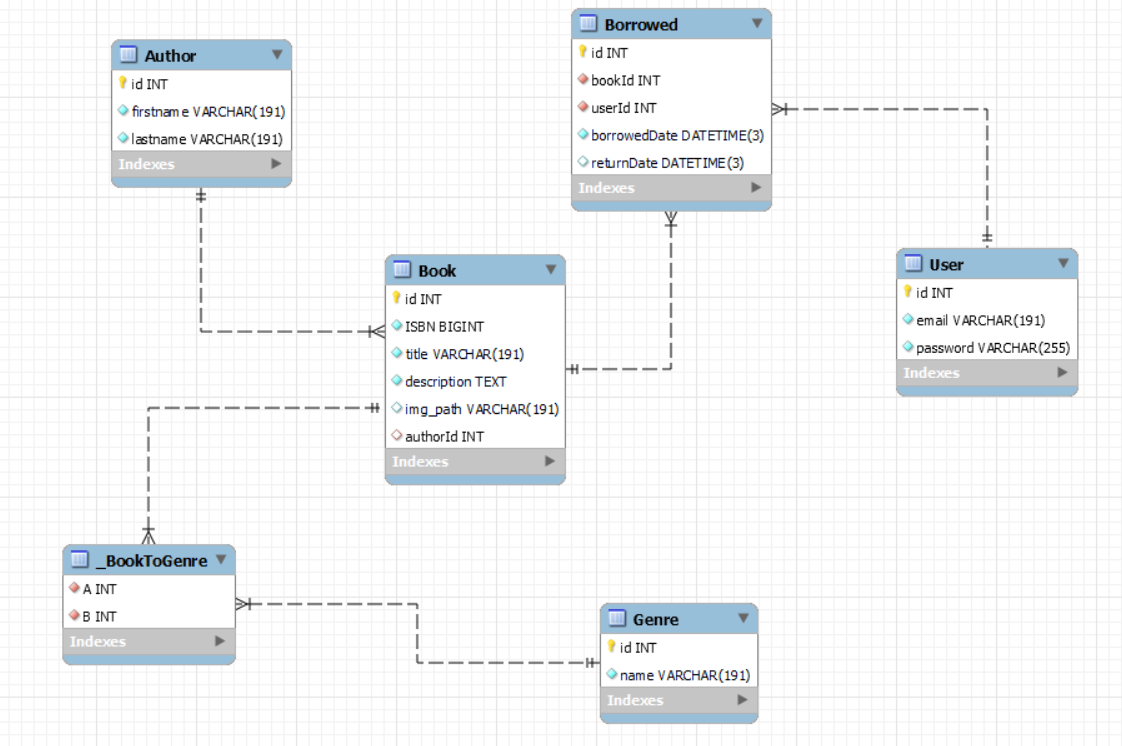 Author
id INT
firstname VARCHAR(191)
lastname VARCHAR(191)
Indexes
Borrowed
id INT
bookId INT
userId INT
borrowedDate DATETIME(3)
returnDate DATETIME(3)
Indexes
Book
id INT
ISBN BIGINT
title VARCHAR(191)
description TEXT
img_path VARCHAR(191)
authorId INT
Indexes
User
id INT
email VARCHAR(191)
password VARCHAR(255)
Indexes
_BookToGenre
A INT
B INT
Indexes
Genre
id INT
name VARCHAR(191)
Indexes